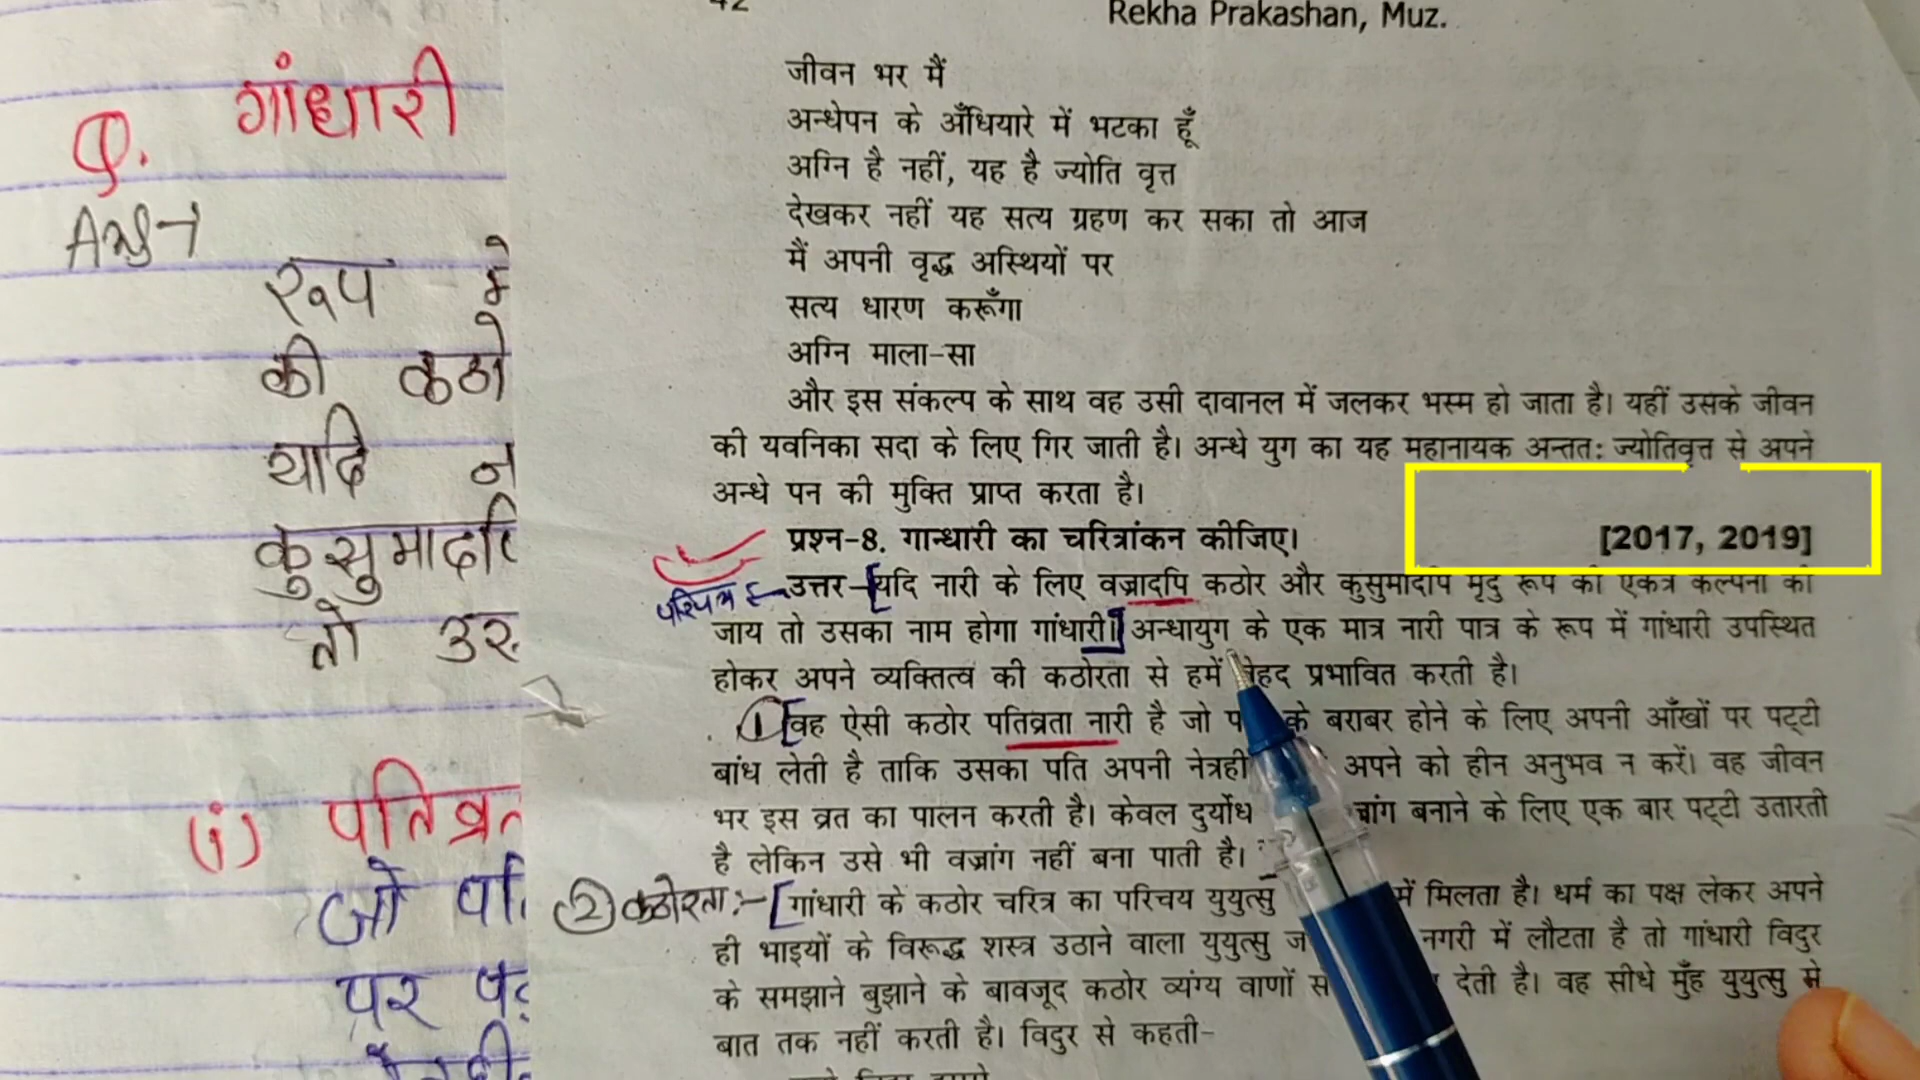 42
Rekha Prakashan, Muz.
Q. गांधारी
Ans→
रूप मे
की कठो
यदि न
कुसुमादपि
तो उस
(i) पतिव्रत
जो पति
पर पट
जीवन भर मैं
अन्धेपन के अँधियारे में भटका हूँ
अग्नि है नहीं, यह है ज्योति वृत्त
देखकर नहीं यह सत्य ग्रहण कर सका तो आज
मैं अपनी वृद्ध अस्थियों पर
सत्य धारण करूँगा
अग्नि माला-सा
और इस संकल्प के साथ वह उसी दावानल में जलकर भस्म हो जाता है। यहीं उसके जीवन
की यवनिका सदा के लिए गिर जाती है। अन्धे युग का यह महानायक अन्ततः ज्योतिवृत्त से अपने
अन्धे पन की मुक्ति प्राप्त करता है।
प्रश्न-8. गान्धारी का चरित्रांकन कीजिए। [2017, 2019]
उत्तर-[यदि नारी के लिए वज्रादपि कठोर और कुसुमादपि मृदु रूप की एकत्र कल्पना की
जाय तो उसका नाम होगा गांधारी।] अन्धायुग के एक मात्र नारी पात्र के रूप में गांधारी उपस्थित
होकर अपने व्यक्तित्व की कठोरता से हमें बेहद प्रभावित करती है।
① [वह ऐसी कठोर पतिव्रता नारी है जो के बराबर होने के लिए अपनी आँखों पर पट्टी
बांध लेती है ताकि उसका पति अपनी नेत्रही अपने को हीन अनुभव न करें। वह जीवन
भर इस व्रत का पालन करती है। केवल दुर्योध बनाने के लिए एक बार पट्टी उतारती
है लेकिन उसे भी वज्रांग नहीं बना पाती है।
② कठोरता:- [गांधारी के कठोर चरित्र का परिचय युयुत्सु में मिलता है। धर्म का पक्ष लेकर अपने
ही भाइयों के विरूद्ध शस्त्र उठाने वाला युयुत्सु ज नगरी में लौटता है तो गांधारी विदुर
के समझाने बुझाने के बावजूद कठोर व्यंग्य वाणों से देती है। वह सीधे मुँह युयुत्सु से
बात तक नहीं करती है। विदुर से कहती-